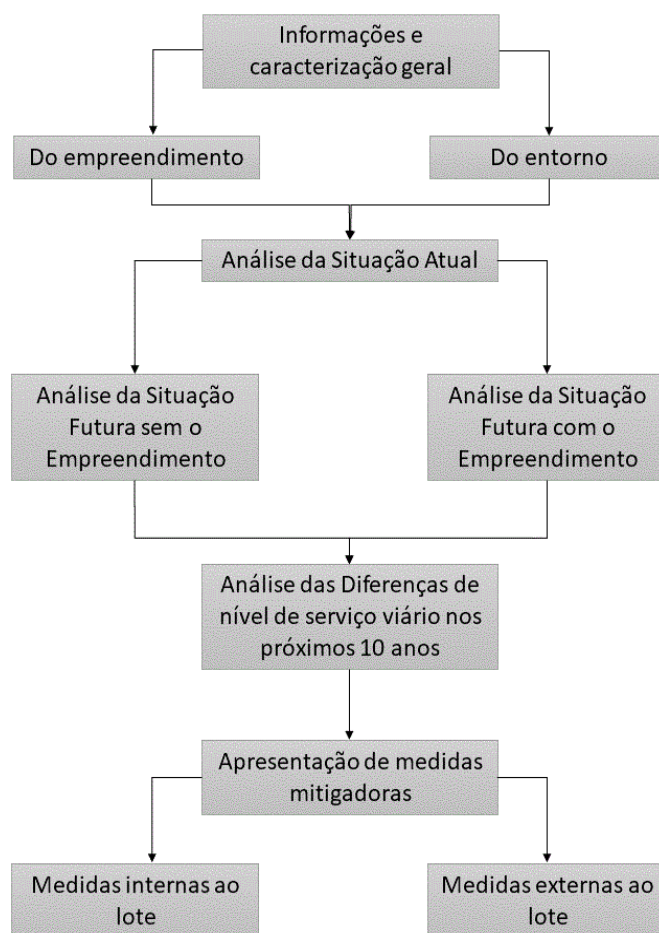 Informações e
caracterização geral
Do empreendimento
Do entorno
Análise da Situação Atual
Análise da Situação
Futura sem o
Empreendimento
Análise da Situação
Futura com o
Empreendimento
Análise das Diferenças de
nível de serviço viário nos
próximos 10 anos
Apresentação de medidas
mitigadoras
Medidas internas ao
lote
Medidas externas ao
lote